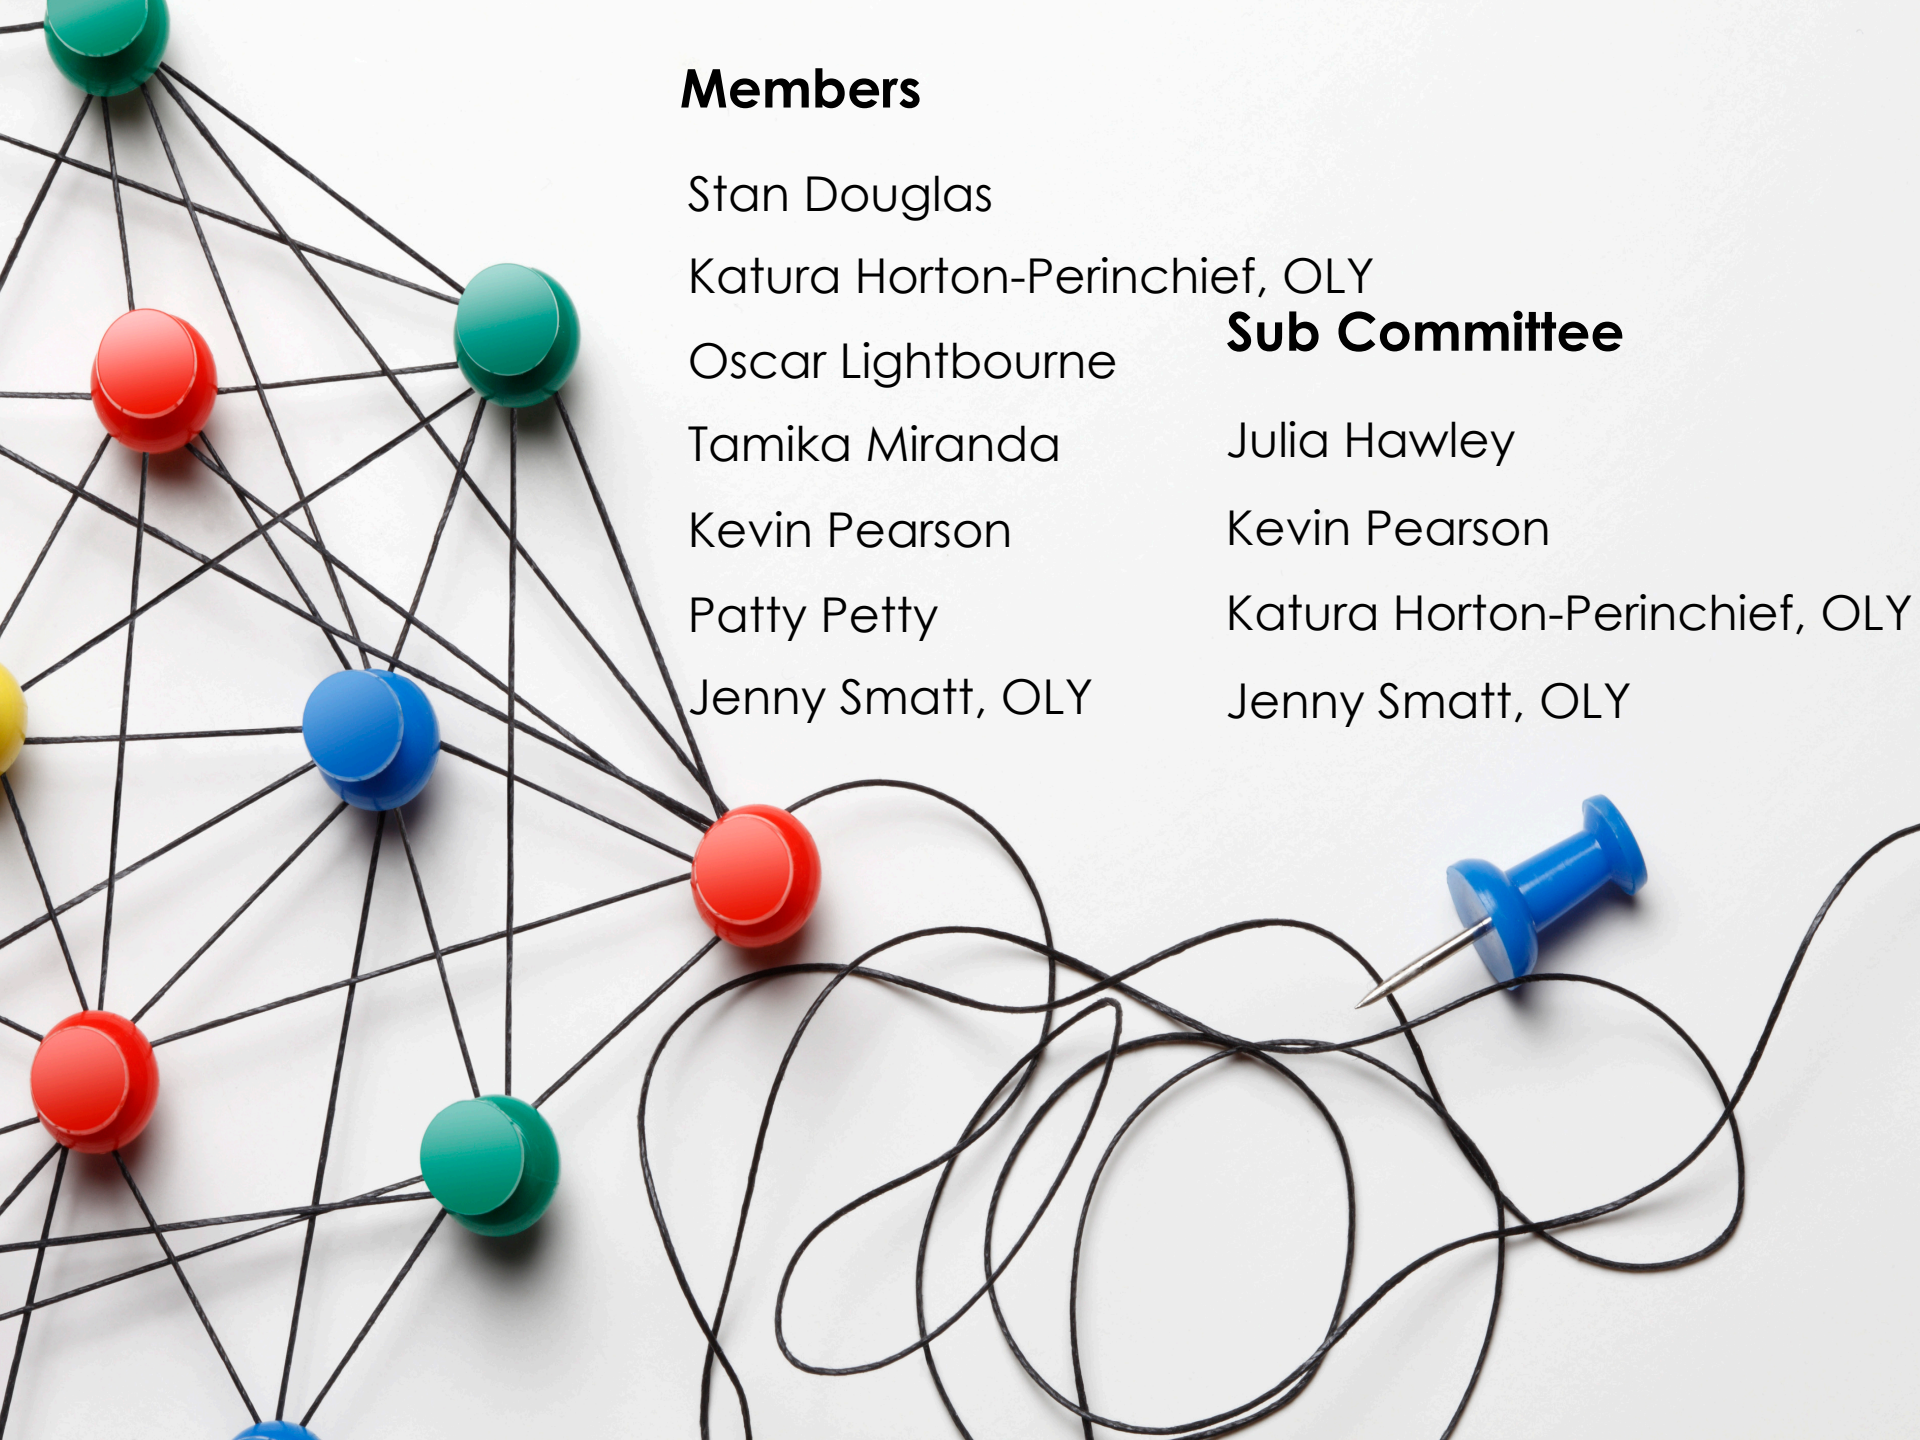 Members
Stan Douglas
Katura Horton-Perinchief, OLY
Oscar Lightbourne
Tamika Miranda
Kevin Pearson
Patty Petty
Jenny Smatt, OLY
Sub Committee
Julia Hawley
Kevin Pearson
Katura Horton-Perinchief, OLY
Jenny Smatt, OLY